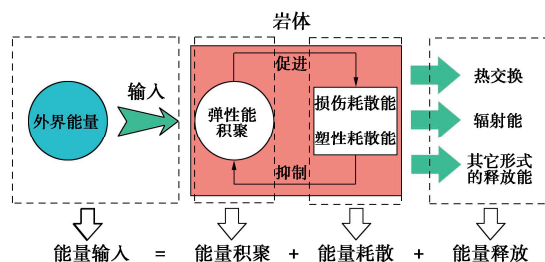 岩体
外界能量
输入
促进
弹性能
积聚
损伤耗散能
塑性耗散能
抑制
热交换
辐射能
其它形式
的释放能
能量输入 = 能量积聚 + 能量耗散 + 能量释放